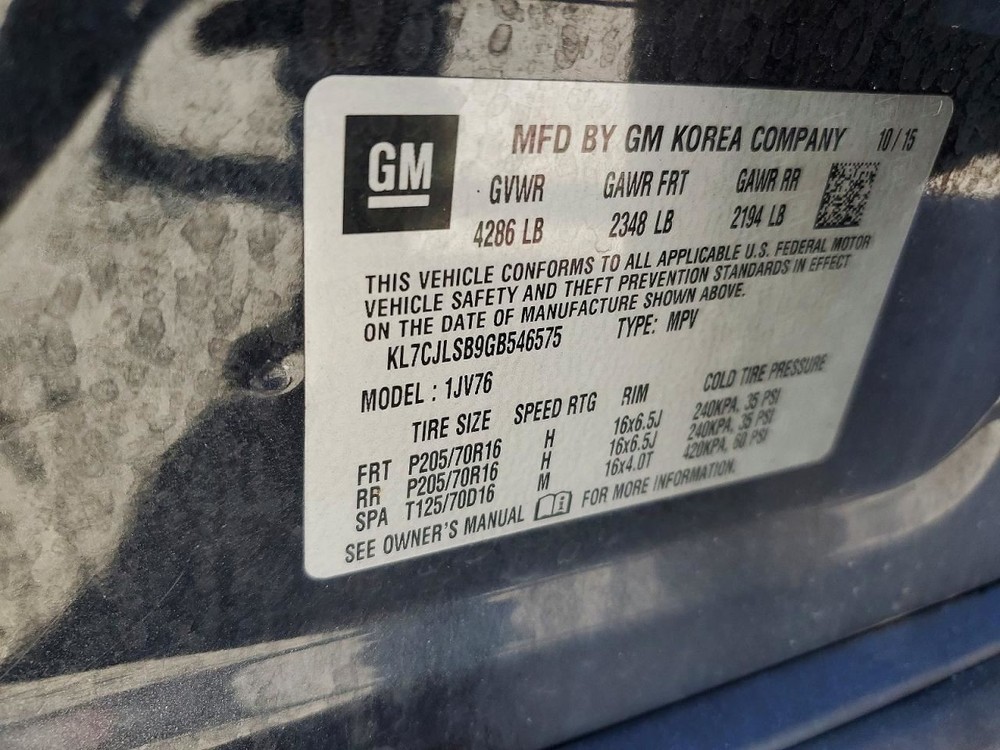 GM
MFD BY GM KOREA COMPANY 10/15
GVWR GAWR FRT GAWR RR
4286 LB 2348 LB 2194 LB
THIS VEHICLE CONFORMS TO ALL APPLICABLE U.S. FEDERAL MOTOR
VEHICLE SAFETY AND THEFT PREVENTION STANDARDS IN EFFECT
ON THE DATE OF MANUFACTURE SHOWN ABOVE.
KL7CJLSB9GB546575 TYPE: MPV
MODEL : 1JV76
TIRE SIZE SPEED RTG RIM COLD TIRE PRESSURE
FRT P205/70R16 H 16x6.5J 240KPA, 35 PSI
RR P205/70R16 H 16x6.5J 240KPA, 35 PSI
SPA T125/70D16 M 16x4.0T 420KPA, 60 PSI
SEE OWNER'S MANUAL FOR MORE INFORMATION.